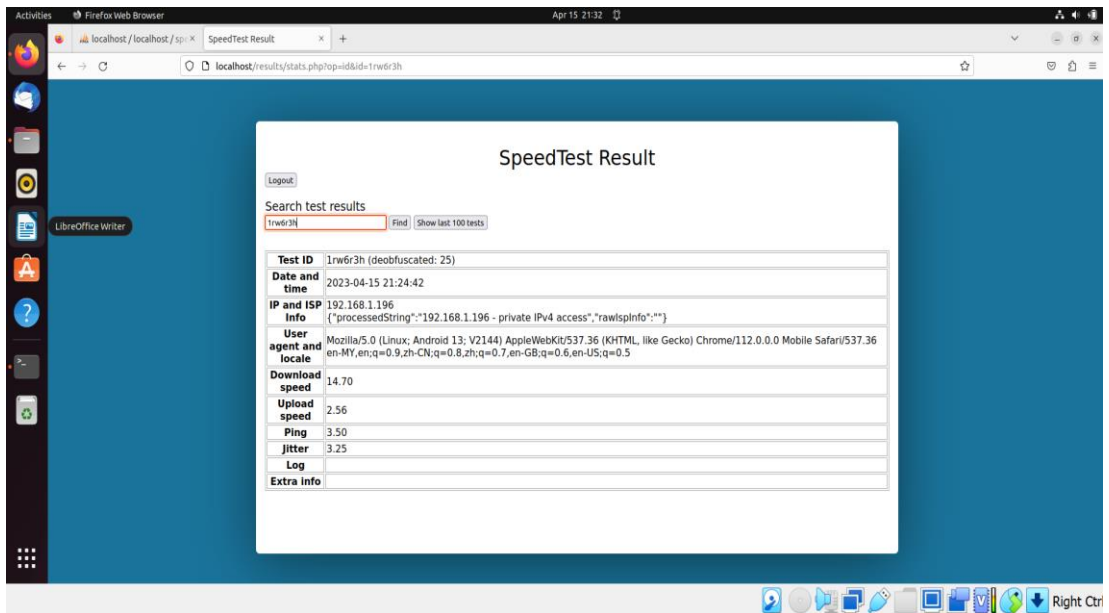 Activities Firefox Web Browser Apr 15 21:32
localhost / localhost / spe × SpeedTest Result × +
localhost/results/stats.php?op=id&id=1rw6r3h
SpeedTest Result
Logout
Search test results
1rw6r3h Find Show last 100 tests
LibreOffice Writer
Test ID 1rw6r3h (deobfuscated: 25)
Date and time 2023-04-15 21:24:42
IP and ISP Info 192.168.1.196
{"processedString":"192.168.1.196 - private IPv4 access","rawIspInfo":""}
User agent and locale Mozilla/5.0 (Linux; Android 13; V2144) AppleWebKit/537.36 (KHTML, like Gecko) Chrome/112.0.0.0 Mobile Safari/537.36
en-MY,en;q=0.9,zh-CN;q=0.8,zh;q=0.7,en-GB;q=0.6,en-US;q=0.5
Download speed 14.70
Upload speed 2.56
Ping 3.50
Jitter 3.25
Log
Extra info
Right Ctrl